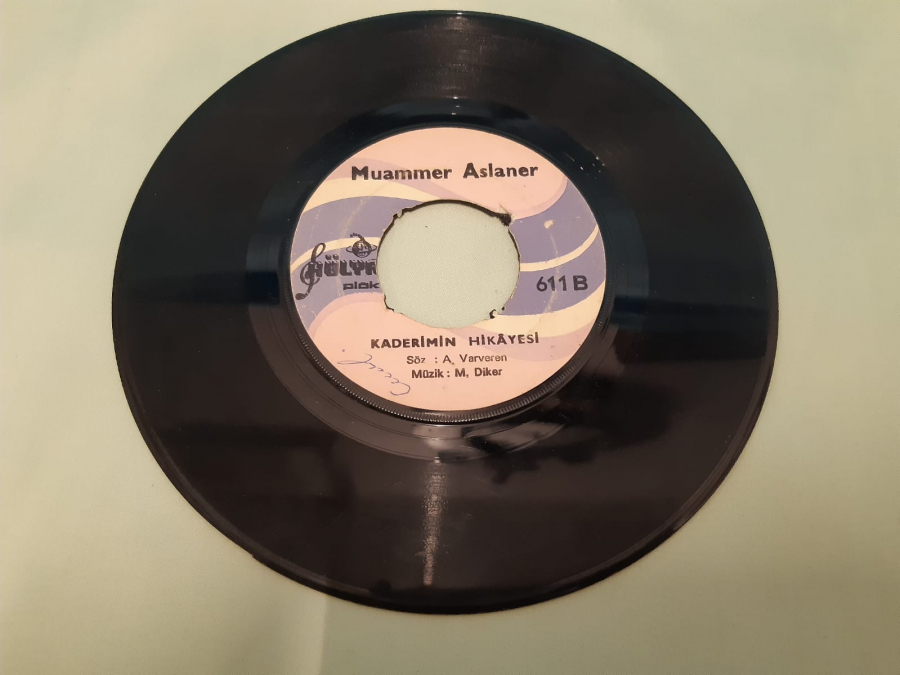 Muammer Aslaner
plak
611 B
KADERİMİN HİKÂYESİ
Söz : A. Varveren
Müzik : M. Diker